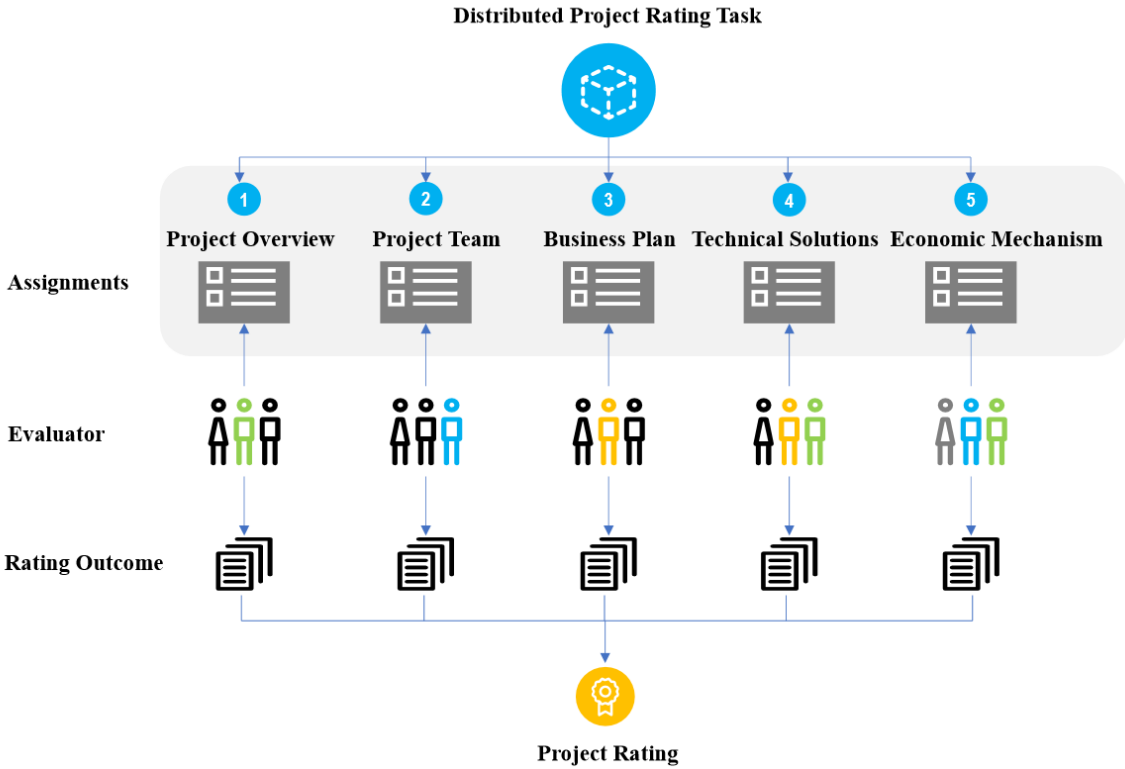 Distributed Project Rating Task
1 2 3 4 5
Project Overview Project Team Business Plan Technical Solutions Economic Mechanism
Assignments
Evaluator
Rating Outcome
Project Rating